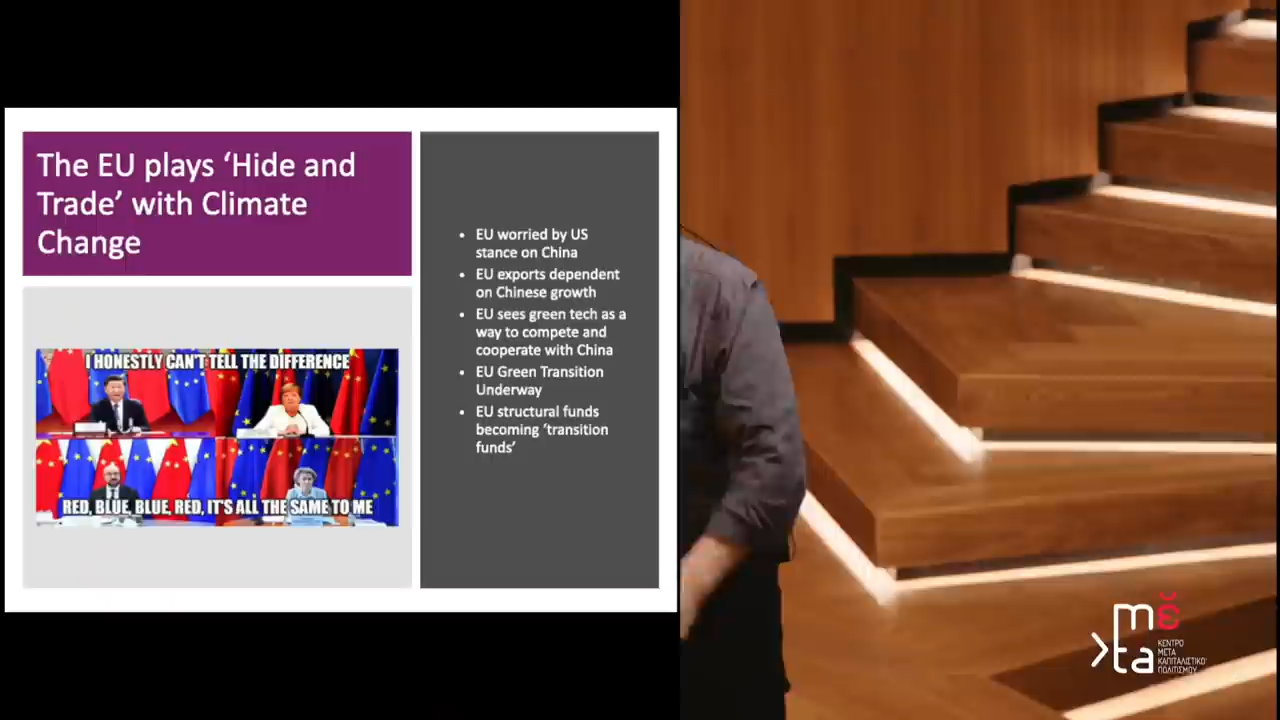 The EU plays ‘Hide and
Trade’ with Climate
Change
I HONESTLY CAN'T TELL THE DIFFERENCE
RED, BLUE, BLUE, RED, IT'S ALL THE SAME TO ME
• EU worried by US
stance on China
• EU exports dependent
on Chinese growth
• EU sees green tech as a
way to compete and
cooperate with China
• EU Green Transition
Underway
• EU structural funds
becoming ‘transition
funds’
mě
ta
ΚΕΝΤΡΟ
ΜΕΤΑ
ΚΑΠΙΤΑΛΙΣΤΙΚΟΥ
ΠΟΛΙΤΙΣΜΟΥ